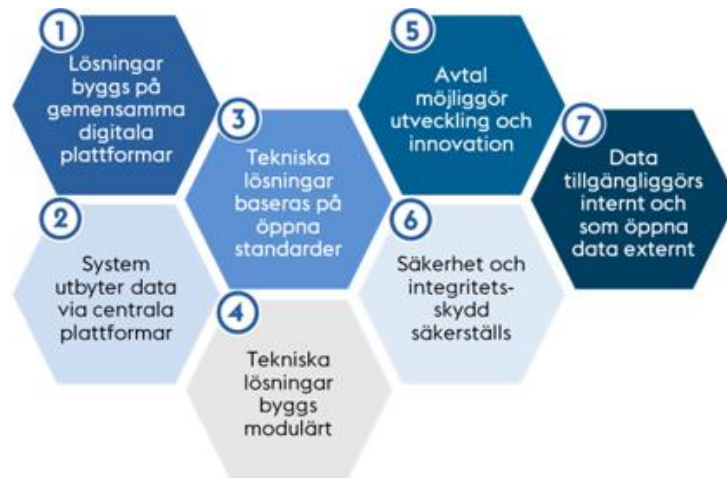 1
Lösningar
byggs på
gemensamma
digitala
plattformar
2
System
utbyter data
via centrala
plattformar
3
Tekniska
lösningar
baseras på
öppna
standarder
4
Tekniska
lösningar
byggs
modulärt
5
Avtal
möjliggör
utveckling och
innovation
6
Säkerhet och
integritets-
skydd
säkerställs
7
Data
tillgängliggörs
internt och
som öppna
data externt